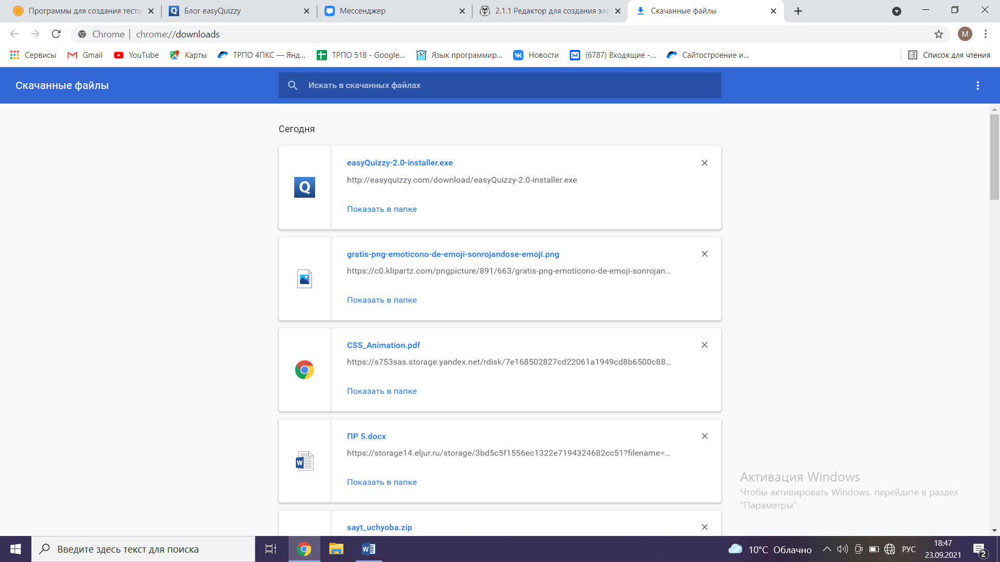 Программы для создания тесто
Блог easyQuizzy
Мессенджер
2.1.1 Редактор для создания эле
Скачанные файлы
Chrome | chrome://downloads
M
Сервисы
Gmail
YouTube
Карты
ТРПО 4ПКС — Янд...
ТРПО 518 - Google...
Язык программир...
Новости
(6787) Входящие -...
Сайтостроение и...
Список для чтения
Скачанные файлы
Искать в скачанных файлах
Сегодня
easyQuizzy-2.0-installer.exe
http://easyquizzy.com/download/easyQuizzy-2.0-installer.exe
Показать в папке
gratis-png-emoticono-de-emoji-sonrojandose-emoji.png
https://c0.klipartz.com/pngpicture/891/663/gratis-png-emoticono-de-emoji-sonrojan...
Показать в папке
CSS_Animation.pdf
https://s753sas.storage.yandex.net/rdisk/7e168502827cd22061a1949cd8b6500c88...
Показать в папке
ПР 5.docx
https://storage14.eljur.ru/storage/3bd5c5f1556ec1322e7194324682cc51?filename=...
Показать в папке
sayt_uchyoba.zip
Активация Windows
Чтобы активировать Windows, перейдите в раздел
"Параметры".
Введите здесь текст для поиска
10°C Облачно
РУС
18:47
23.09.2021
2